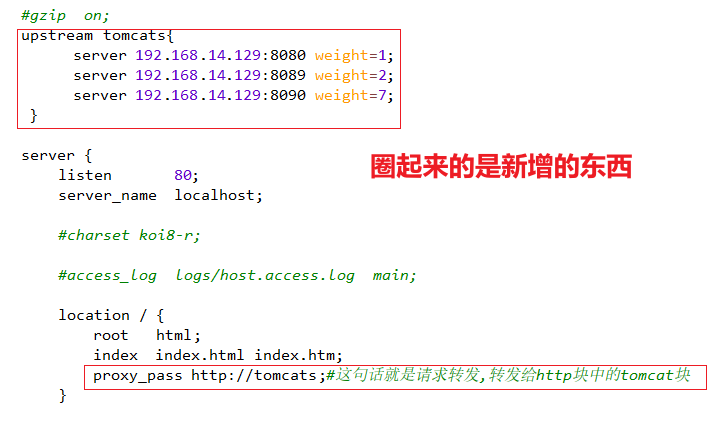 #gzip  on;
upstream tomcats{
server 192.168.14.129:8080 weight=1;
server 192.168.14.129:8089 weight=2;
server 192.168.14.129:8090 weight=7;
}
server {
圈起来的是新增的东西
listen       80;
server_name  localhost;
#charset koi8-r;
#access_log  logs/host.access.log  main;
location / {
root   html;
index  index.html index.htm;
proxy_pass http://tomcats;#这句话就是请求转发,转发给http块中的tomcat块
}